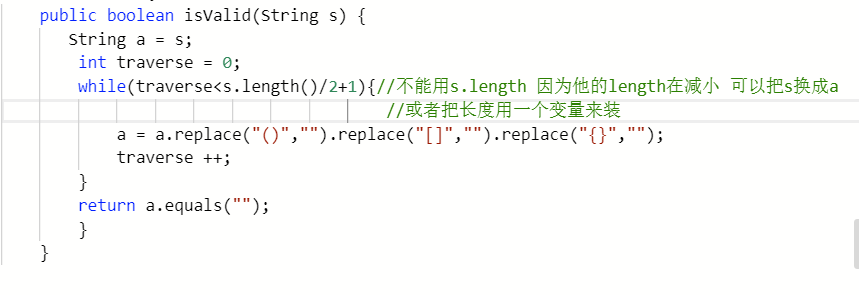 public boolean isValid(String s) {
String a = s;
int traverse = 0;
while(traverse<s.length()/2+1){//不能用s.length 因为他的length在减小 可以把s换成a
//或者把长度用一个变量来装
a = a.replace("()","").replace("[]","").replace("{}","");
traverse ++;
}
return a.equals("");
}
}